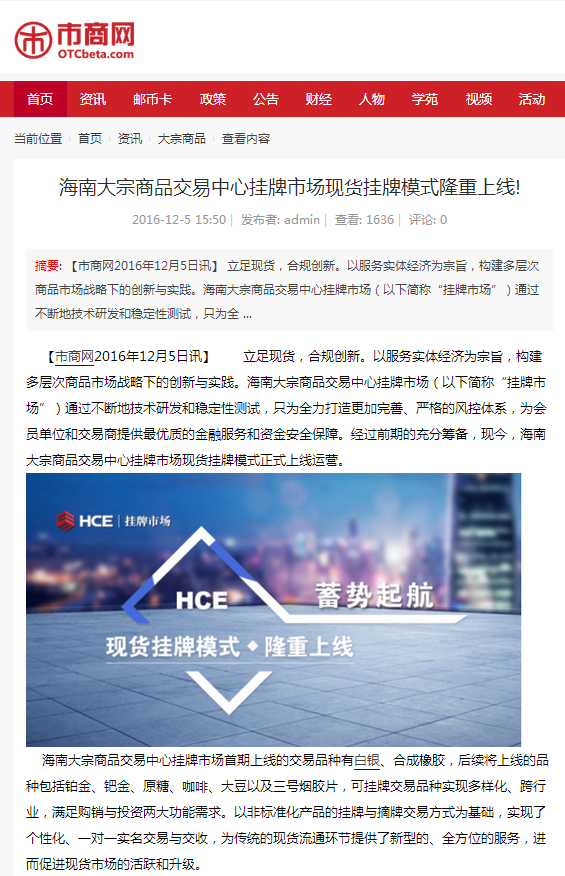 市商网
OTCbeta.com
首页 资讯 邮币卡 政策 公告 财经 人物 学苑 视频 活动
当前位置 › 首页 › 资讯 › 大宗商品 › 查看内容
海南大宗商品交易中心挂牌市场现货挂牌模式隆重上线!
2016-12-5 15:50 | 发布者: admin | 查看: 1636 | 评论: 0
摘要: 【市商网2016年12月5日讯】 立足现货，合规创新。以服务实体经济为宗旨，构建多层次
商品市场战略下的创新与实践。海南大宗商品交易中心挂牌市场（以下简称“挂牌市场”）通过
不断地技术研发和稳定性测试，只为全 ...
【市商网2016年12月5日讯】 立足现货，合规创新。以服务实体经济为宗旨，构建
多层次商品市场战略下的创新与实践。海南大宗商品交易中心挂牌市场（以下简称“挂牌市
场”）通过不断地技术研发和稳定性测试，只为全力打造更加完善、严格的风控体系，为会
员单位和交易商提供最优质的金融服务和资金安全保障。经过前期的充分筹备，现今，海南
大宗商品交易中心挂牌市场现货挂牌模式正式上线运营。
HCE | 挂牌市场
HCE
蓄势起航
现货挂牌模式◆隆重上线
海南大宗商品交易中心挂牌市场首期上线的交易品种有白银、合成橡胶，后续将上线的品
种包括铂金、钯金、原糖、咖啡、大豆以及三号烟胶片，可挂牌交易品种实现多样化、跨行
业，满足购销与投资两大功能需求。以非标准化产品的挂牌与摘牌交易方式为基础，实现了
个性化、一对一实名交易与交收，为传统的现货流通环节提供了新型的、全方位的服务，进
而促进现货市场的活跃和升级。